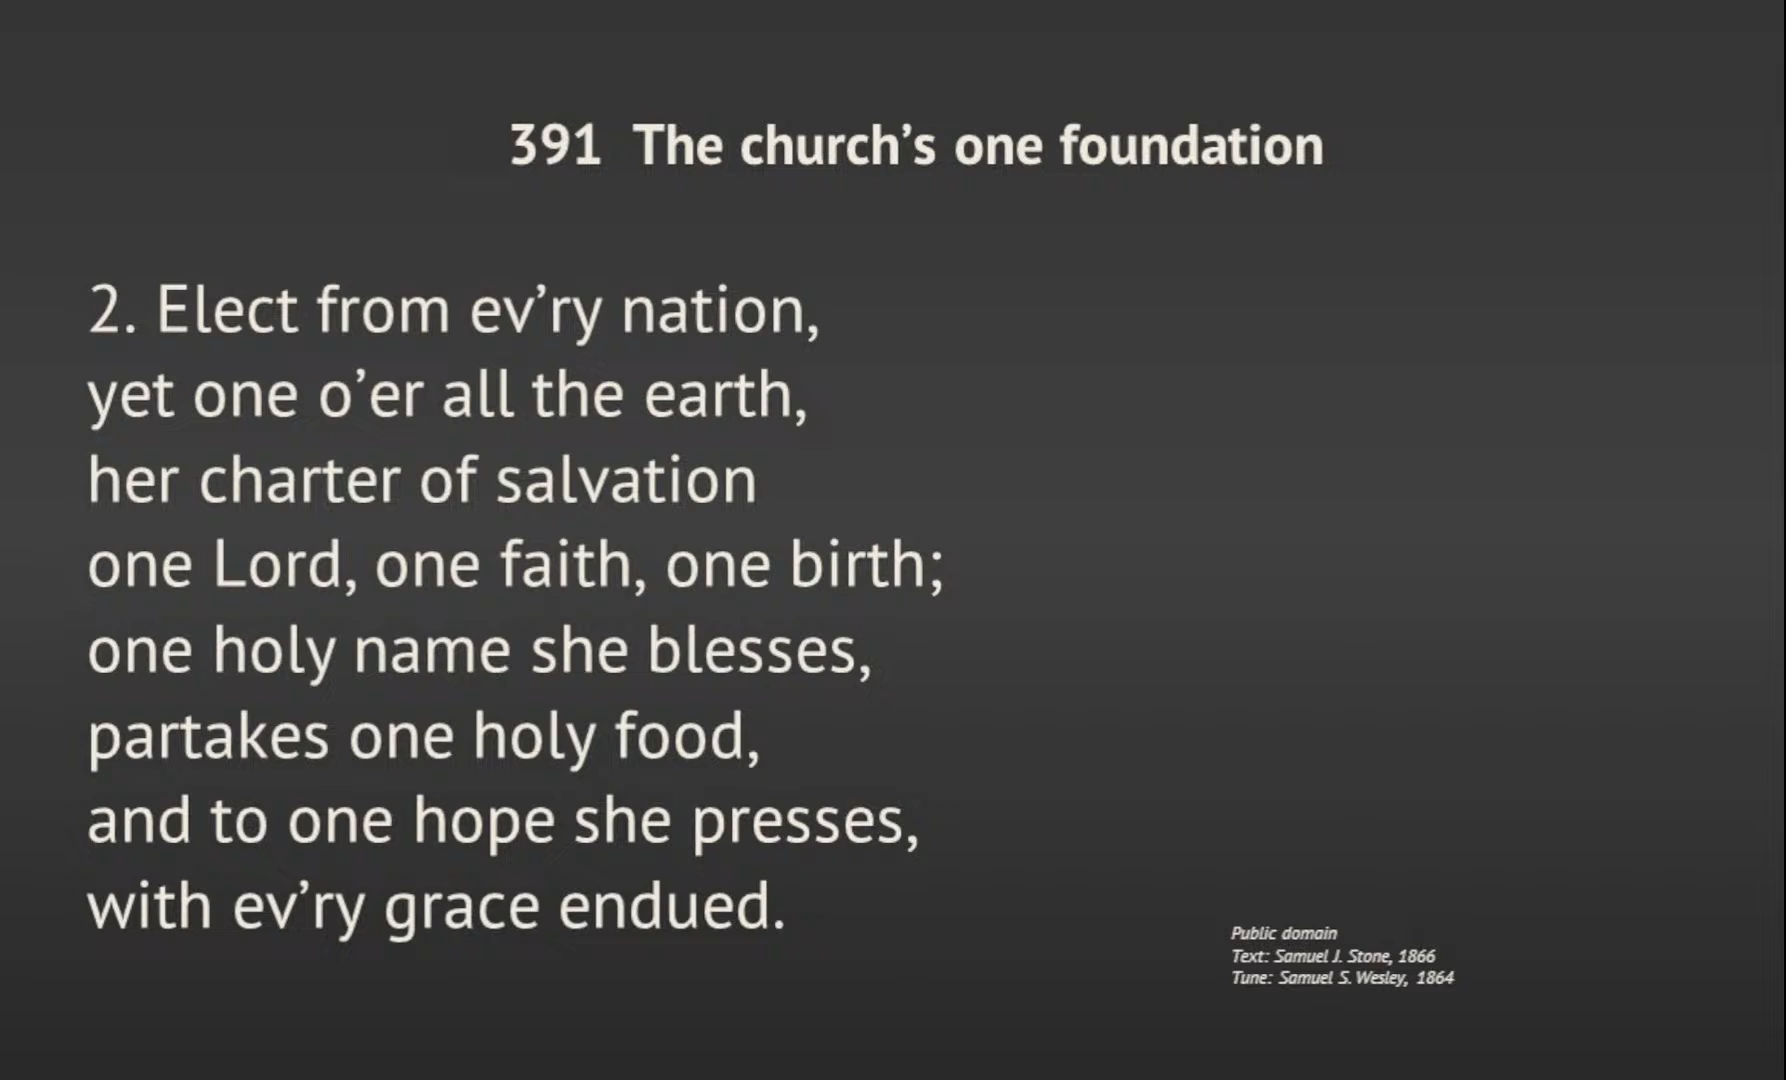 391 The church’s one foundation
2. Elect from ev’ry nation,
yet one o’er all the earth,
her charter of salvation
one Lord, one faith, one birth;
one holy name she blesses,
partakes one holy food,
and to one hope she presses,
with ev’ry grace endued.
Public domain
Text: Samuel J. Stone, 1866
Tune: Samuel S. Wesley, 1864